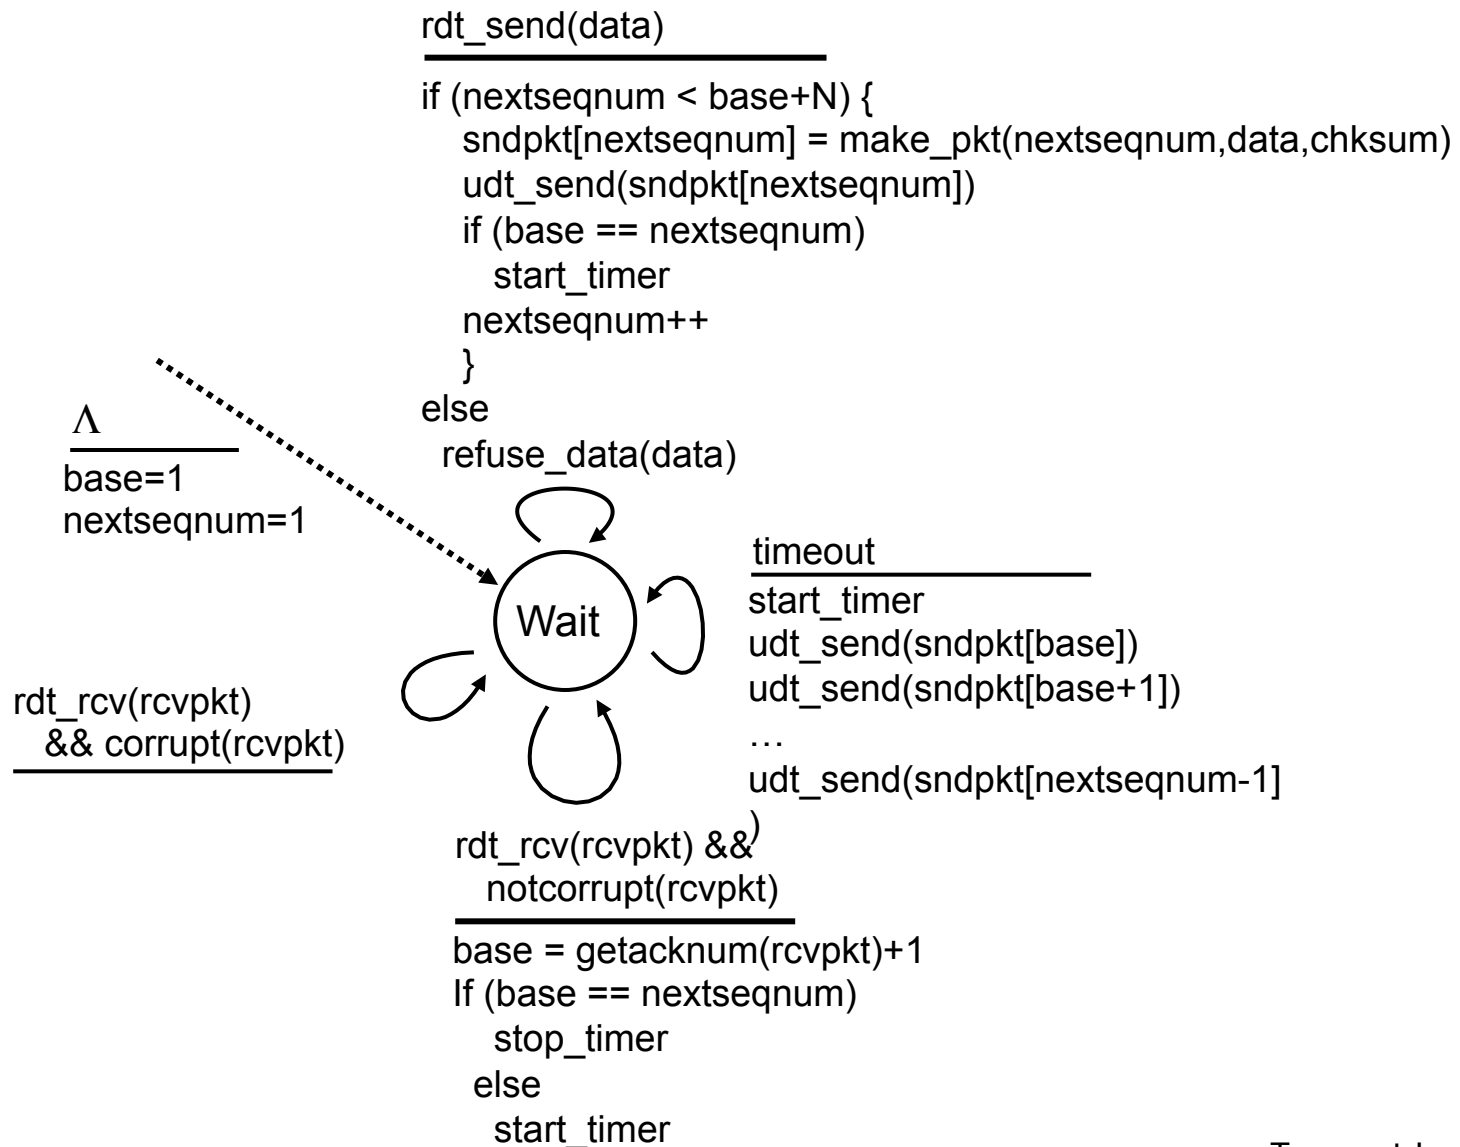 rdt_send(data)
if (nextseqnum < base+N) {
sndpkt[nextseqnum] = make_pkt(nextseqnum,data,chksum)
udt_send(sndpkt[nextseqnum])
if (base == nextseqnum)
start_timer
nextseqnum++
}
else
refuse_data(data)
Λ
base=1
nextseqnum=1
Wait
timeout
start_timer
udt_send(sndpkt[base])
udt_send(sndpkt[base+1])
…
udt_send(sndpkt[nextseqnum-1]
)
rdt_rcv(rcvpkt)
&& corrupt(rcvpkt)
rdt_rcv(rcvpkt) &&
notcorrupt(rcvpkt)
base = getacknum(rcvpkt)+1
If (base == nextseqnum)
stop_timer
else
start_timer